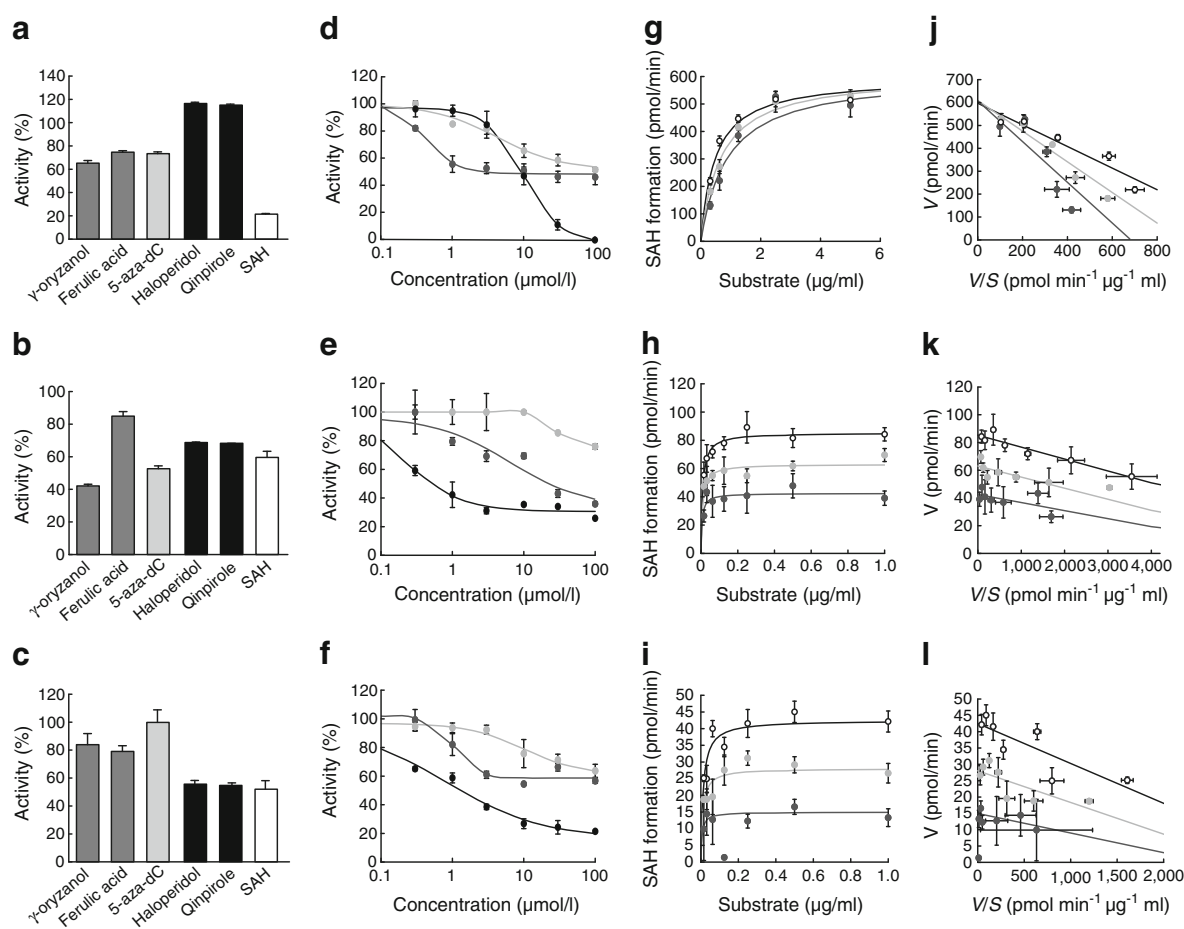 a
Activity (%)
140
120
100
80
60
40
20
0
γ-oryzanol
Ferulic acid
5-aza-dC
Haloperidol
Qinpirole
SAH
d
Activity (%)
120
100
80
60
40
20
0
0.1
1
10
100
Concentration (µmol/l)
g
SAH formation (pmol/min)
600
500
400
300
200
100
0
0
2
4
6
Substrate (µg/ml)
j
V (pmol/min)
700
600
500
400
300
200
100
0
0
200
400
600
800
V/S (pmol min⁻¹ µg⁻¹ ml)
b
Activity (%)
100
80
60
40
20
0
γ-oryzanol
Ferulic acid
5-aza-dC
Haloperidol
Qinpirole
SAH
e
Activity (%)
120
100
80
60
40
20
0
0.1
1
10
100
Concentration (µmol/l)
h
SAH formation (pmol/min)
120
100
80
60
40
20
0
0
0.2
0.4
0.6
0.8
1.0
Substrate (µg/ml)
k
V (pmol/min)
120
100
80
60
40
20
0
0
1,000
2,000
3,000
4,000
V/S (pmol min⁻¹ µg⁻¹ ml)
c
Activity (%)
120
100
80
60
40
20
0
γ-oryzanol
Ferulic acid
5-aza-dC
Haloperidol
Qinpirole
SAH
f
Activity (%)
120
100
80
60
40
20
0
0.1
1
10
100
Concentration (µmol/l)
i
SAH formation (pmol/min)
50
45
40
35
30
25
20
15
10
5
0
0.0
0.2
0.4
0.6
0.8
1.0
Substrate (µg/ml)
l
V (pmol/min)
50
45
40
35
30
25
20
15
10
5
0
0
500
1,000
1,500
2,000
V/S (pmol min⁻¹ µg⁻¹ ml)